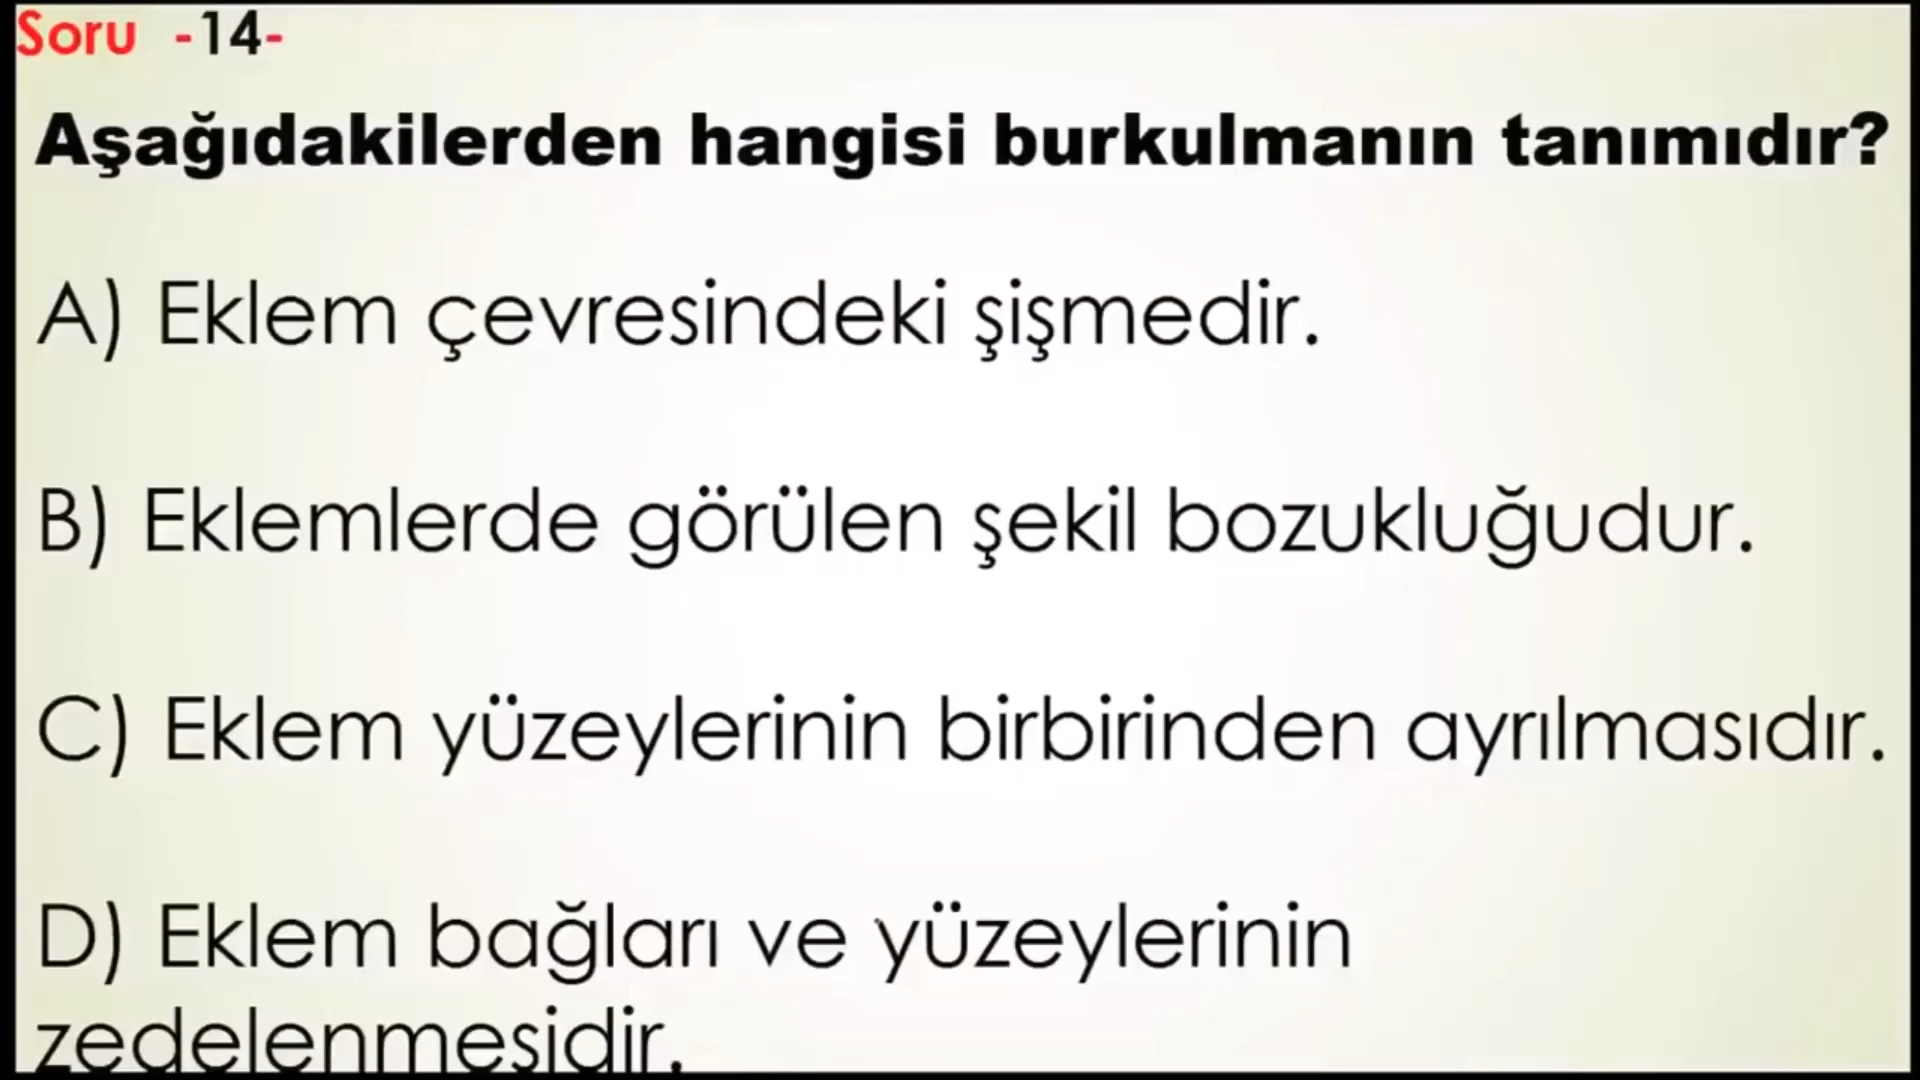 Soru -14-
Aşağıdakilerden hangisi burkulmanın tanımıdır?
A) Eklem çevresindeki şişmedir.
B) Eklemlerde görülen şekil bozukluğudur.
C) Eklem yüzeylerinin birbirinden ayrılmasıdır.
D) Eklem bağları ve yüzeylerinin
zedelenmesidir.